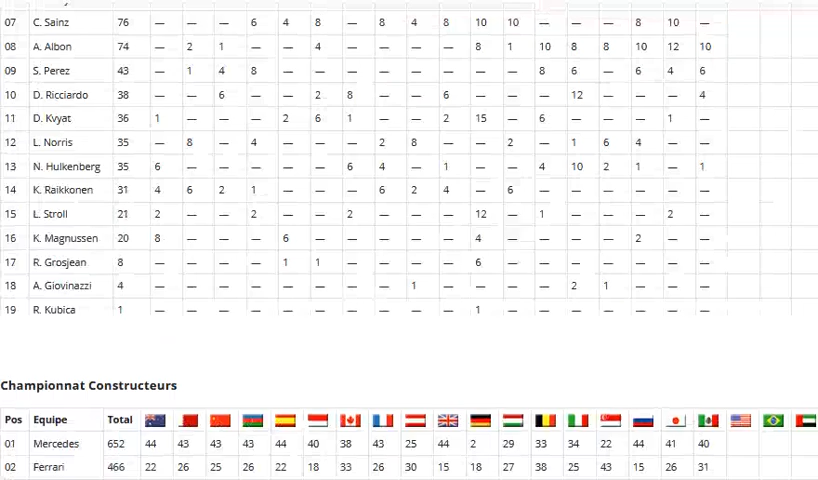 07 C. Sainz 76 — — — 6 4 8 — 8 4 8 10 10 — — — 8 10 —
08 A. Albon 74 — 2 1 — — 4 — — — — 8 1 10 8 8 10 12 10
09 S. Perez 43 — 1 4 8 — — — — — — — — 8 6 — 6 4 6
10 D. Ricciardo 38 — — 6 — — 2 8 — — 6 — — — 12 — — — 4
11 D. Kvyat 36 1 — — — 2 6 1 — — 2 15 — 6 — — — 1 —
12 L. Norris 35 — 8 — 4 — — — 2 8 — — 2 — 1 6 4 — —
13 N. Hulkenberg 35 6 — — — — — 6 4 — 1 — — 4 10 2 1 — 1
14 K. Raikkonen 31 4 6 2 1 — — — 6 2 4 — 6 — — — — — —
15 L. Stroll 21 2 — — 2 — — 2 — — — 12 — 1 — — — 2 —
16 K. Magnussen 20 8 — — — 6 — — — — — 4 — — — — 2 — —
17 R. Grosjean 8 — — — — 1 1 — — — — 6 — — — — — — —
18 A. Giovinazzi 4 — — — — — — — — 1 — — — — 2 1 — — —
19 R. Kubica 1 — — — — — — — — — — 1 — — — — — — —
Championnat Constructeurs
Pos Equipe Total
01 Mercedes 652 44 43 43 43 44 40 38 43 25 44 2 29 33 34 22 44 41 40
02 Ferrari 466 22 26 25 26 22 18 33 26 30 15 18 27 38 25 43 15 26 31